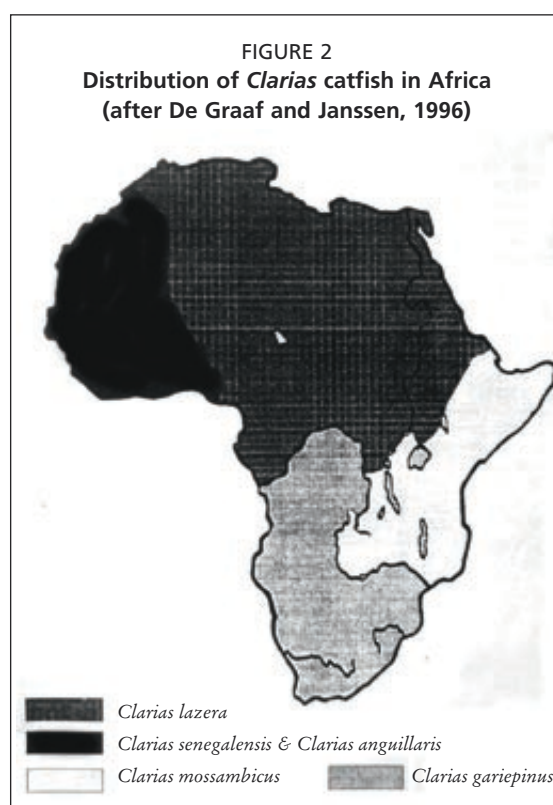 FIGURE 2
Distribution of Clarias catfish in Africa
(after De Graaf and Janssen, 1996)
Clarias lazera
Clarias senegalensis & Clarias anguillaris
Clarias mossambicus
Clarias gariepinus